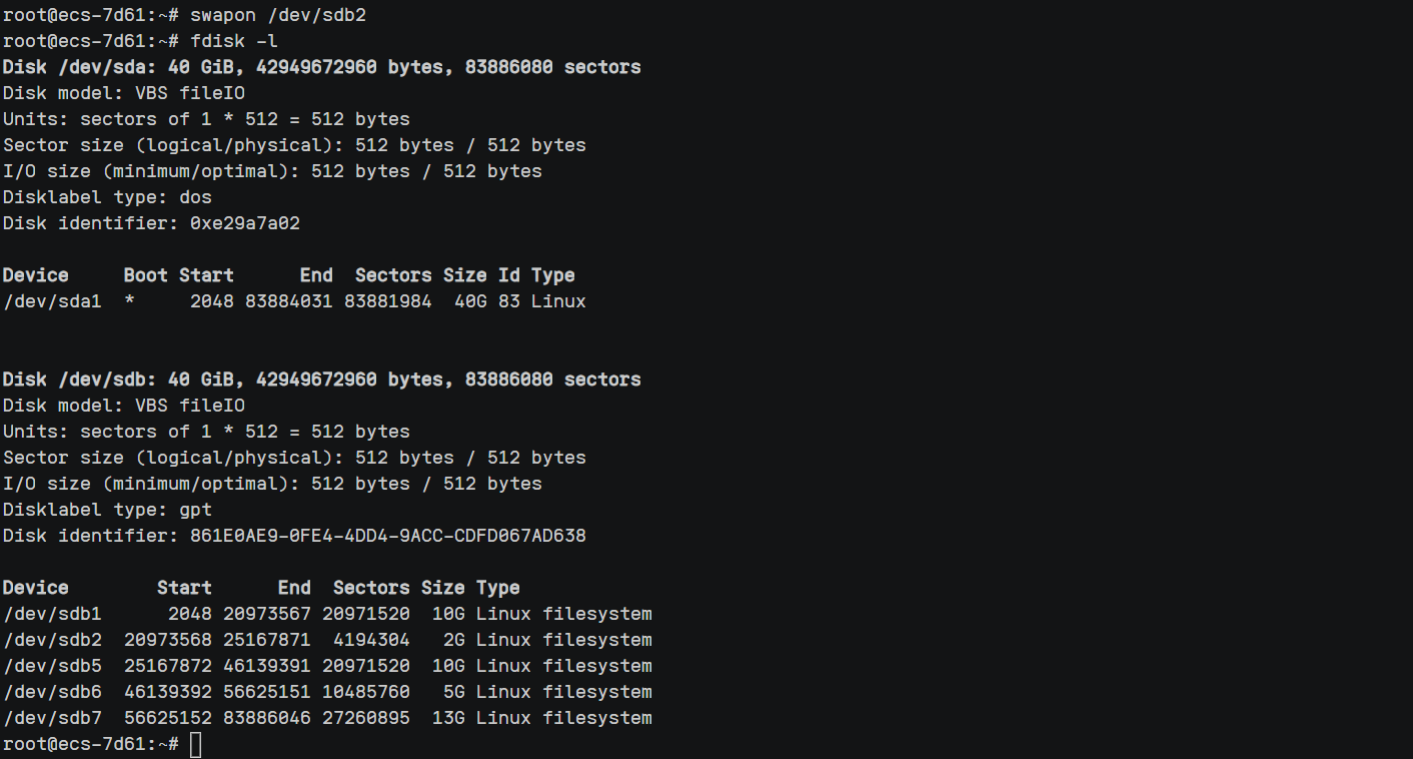 root@ecs-7d61:~# swapon /dev/sdb2
root@ecs-7d61:~# fdisk -l
Disk /dev/sda: 40 GiB, 42949672960 bytes, 83886080 sectors
Disk model: VBS fileIO
Units: sectors of 1 * 512 = 512 bytes
Sector size (logical/physical): 512 bytes / 512 bytes
I/O size (minimum/optimal): 512 bytes / 512 bytes
Disklabel type: dos
Disk identifier: 0xe29a7a02
Device     Boot Start      End  Sectors Size Id Type
/dev/sda1  *     2048 83884031 83881984  40G 83 Linux
Disk /dev/sdb: 40 GiB, 42949672960 bytes, 83886080 sectors
Disk model: VBS fileIO
Units: sectors of 1 * 512 = 512 bytes
Sector size (logical/physical): 512 bytes / 512 bytes
I/O size (minimum/optimal): 512 bytes / 512 bytes
Disklabel type: gpt
Disk identifier: 861E0AE9-0FE4-4DD4-9ACC-CDFD067AD638
Device        Start      End  Sectors Size Type
/dev/sdb1      2048 20973567 20971520  10G Linux filesystem
/dev/sdb2  20973568 25167871  4194304   2G Linux filesystem
/dev/sdb5  25167872 46139391 20971520  10G Linux filesystem
/dev/sdb6  46139392 56625151 10485760   5G Linux filesystem
/dev/sdb7  56625152 83886046 27260895  13G Linux filesystem
root@ecs-7d61:~#